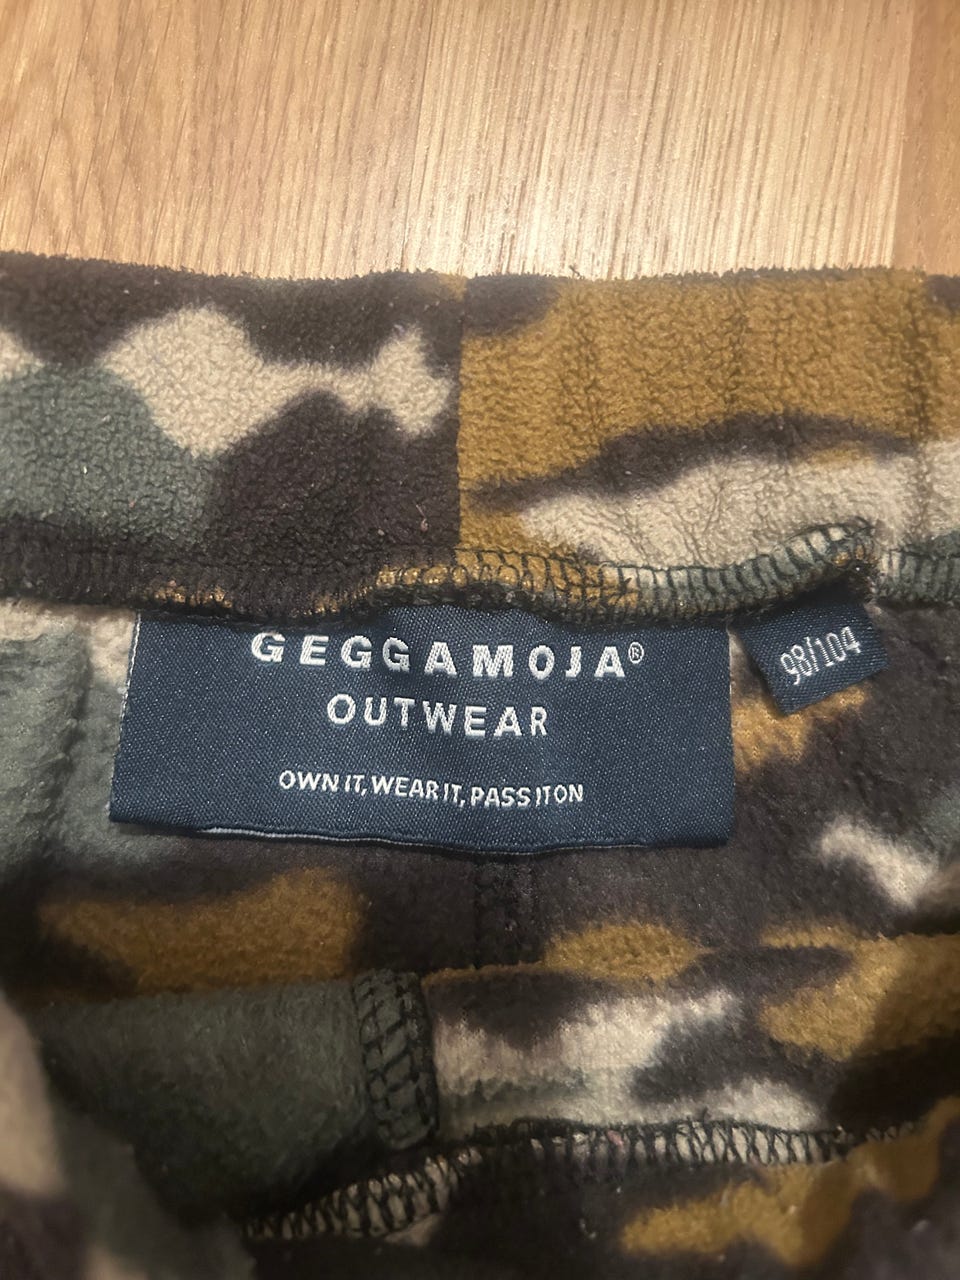 GEGGAMOJA®
OUTWEAR
OWN IT, WEAR IT, PASS IT ON
98/104